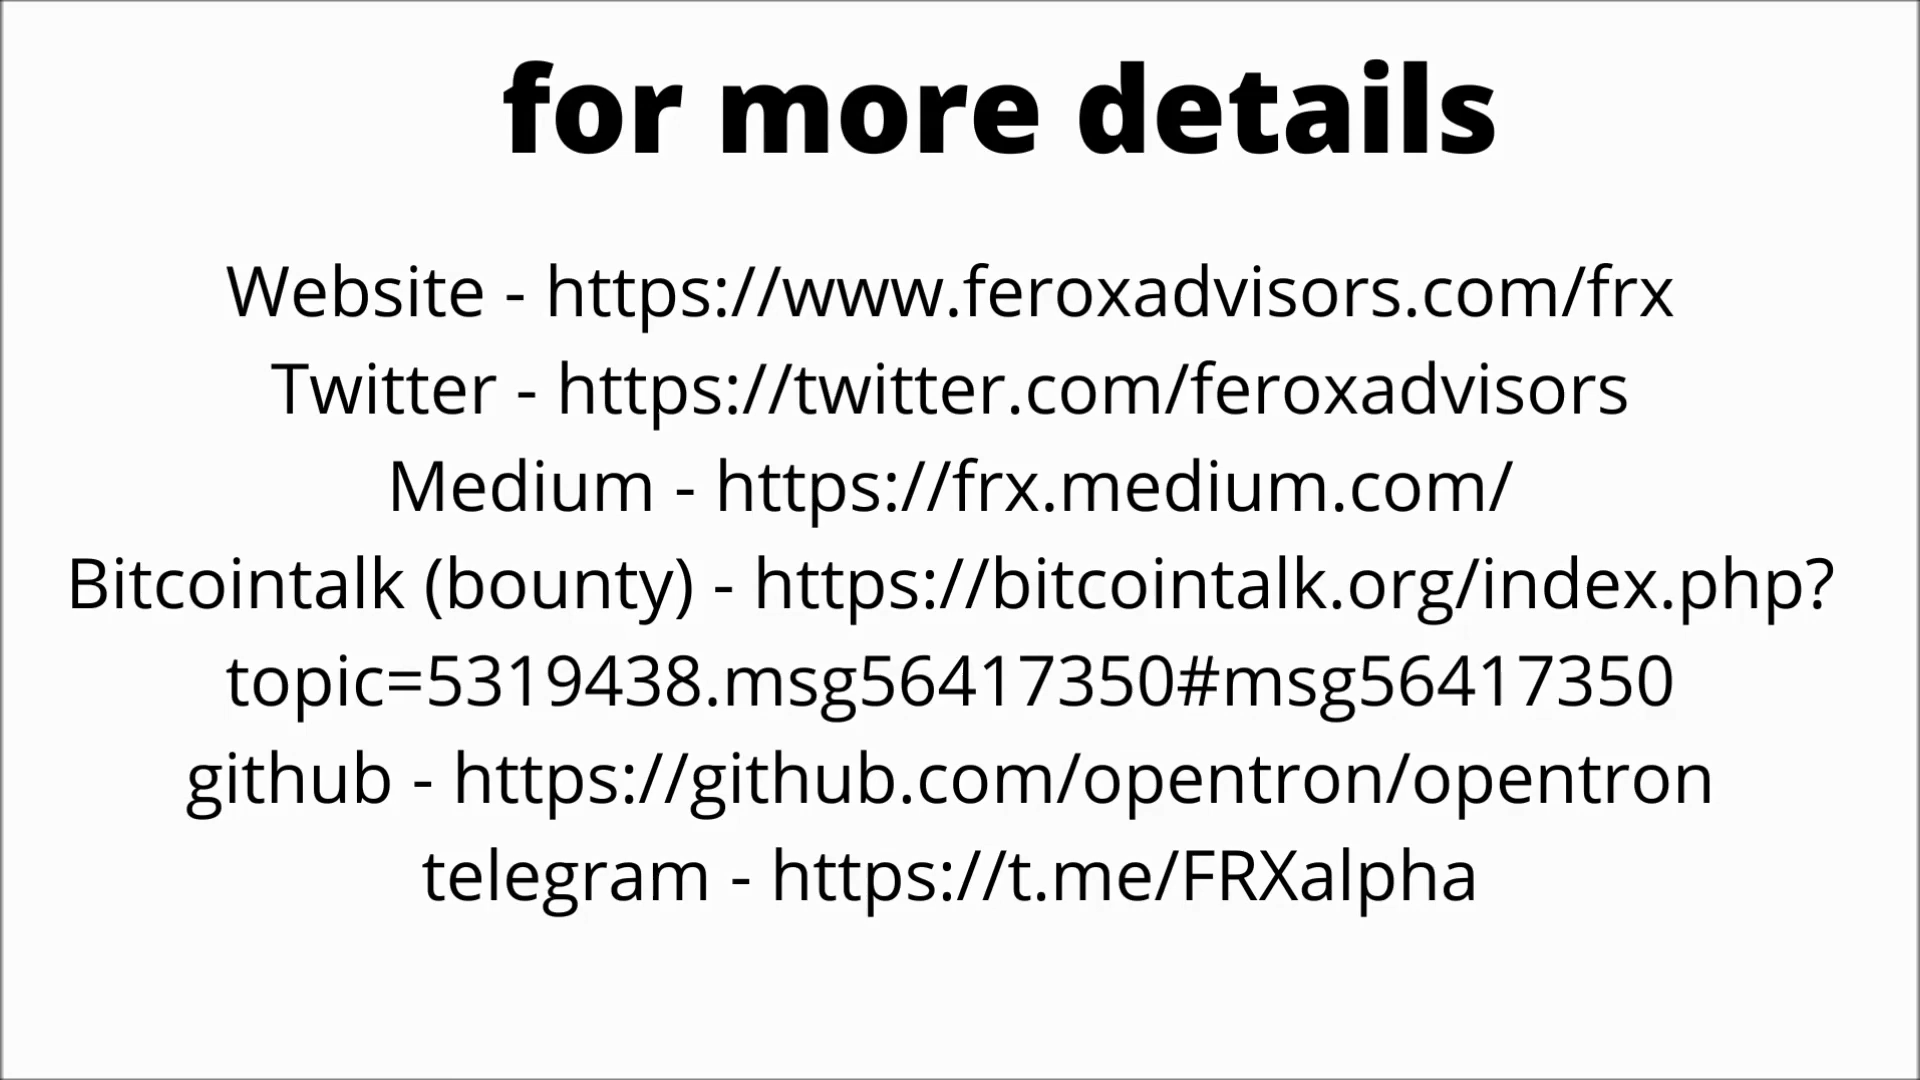 for more details
Website - https://www.feroxadvisors.com/frx
Twitter - https://twitter.com/feroxadvisors
Medium - https://frx.medium.com/
Bitcointalk (bounty) - https://bitcointalk.org/index.php?
topic=5319438.msg56417350#msg56417350
github - https://github.com/opentron/opentron
telegram - https://t.me/FRXalpha